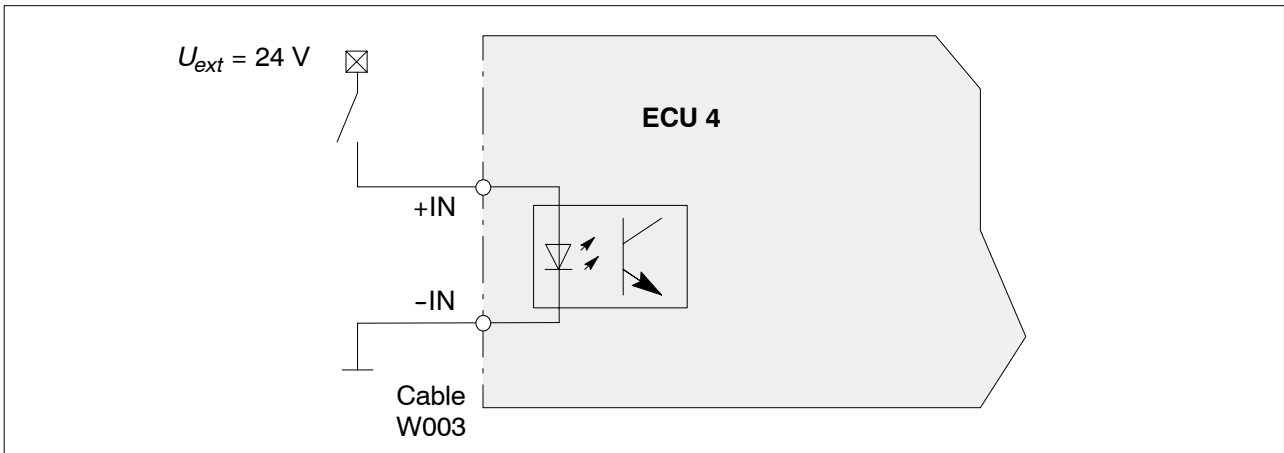 U_ext = 24 V
ECU 4
+IN
–IN
Cable
W003